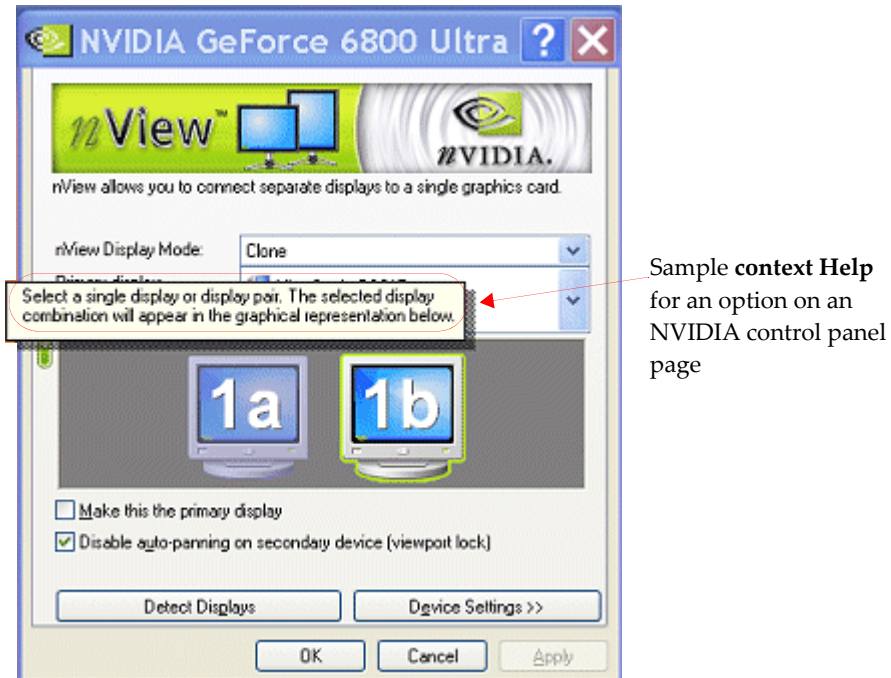 NVIDIA GeForce 6800 Ultra
nView™
NVIDIA.
nView allows you to connect separate displays to a single graphics card.
nView Display Mode: Clone
Select a single display or display pair. The selected display
combination will appear in the graphical representation below.
1a 1b
Make this the primary display
Disable auto-panning on secondary device (viewport lock)
Detect Displays Device Settings >>
OK Cancel Apply
Sample context Help
for an option on an
NVIDIA control panel
page